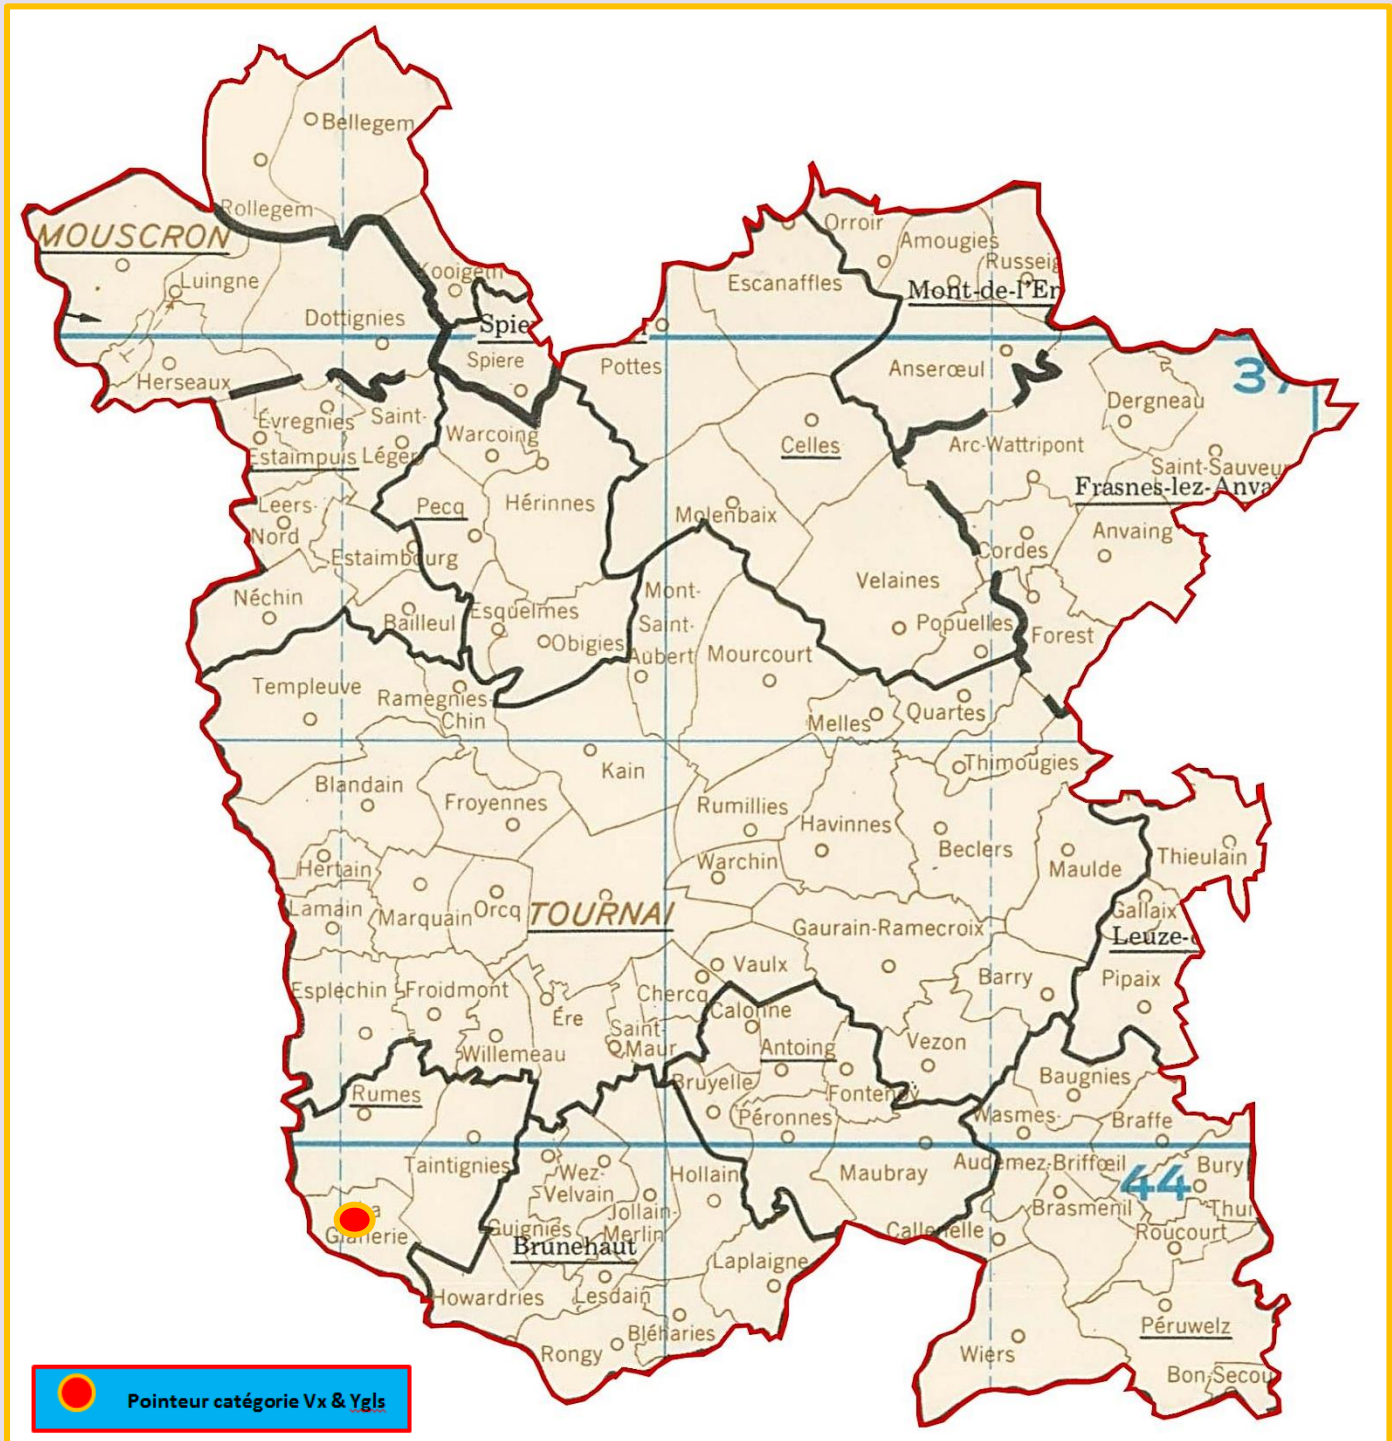 Bellegem
Rollegem
MOUSCRON
Orroir
Amougies
Kooigem
Russeig
Luingne
Escanaffles
Mont-de-l'En
Dottignies
Spie
Spiere
Pottes
Anserœul
37
Herseaux
Dergneau
Évregnies
Saint-
Léger
Warcoing
Celles
Arc-Wattripont
Estaimpuis
Saint-Sauveur
Frasnes-lez-Anva
Leers-
Nord
Pecq
Hérinnes
Molenbaix
Cordes
Anvaing
Estaimbourg
Velaines
Néchin
Bailleul
Esquelmes
Obigies
Mont-
Saint-
Aubert
Mourcourt
Popuelles
Forest
Templeuve
Ramegnies-
Chin
Melles
Quartes
Kain
Thimougies
Blandain
Froyennes
Rumillies
Havinnes
Beclers
Maulde
Thieulain
Hertain
Warchin
Lamain
Marquain
Orcq
TOURNAI
Gaurain-Ramecroix
Gallaix
Leuze-
Vaulx
Barry
Pipaix
Esplechin
Froidmont
Ere
Chercq
Calonne
Willemeau
Saint-
Maur
Antoing
Vezon
Rumes
Bruyelle
Fontenoy
Baugnies
Péronnes
Wasmes-
Audemez-Briffœil
Braffe
Taintignies
Wez-
Velvain
Hollain
Maubray
44
Bury
Guignies
Jollain-
Merlin
Brasmenil
Thui
Roucourt
Glanerie
Brunehaut
Callenelle
Laplaigne
Howardries
Lesdain
Bléharies
Péruwelz
Rongy
Wiers
Bon-Secou
Pointeur catégorie Vx & Ygls